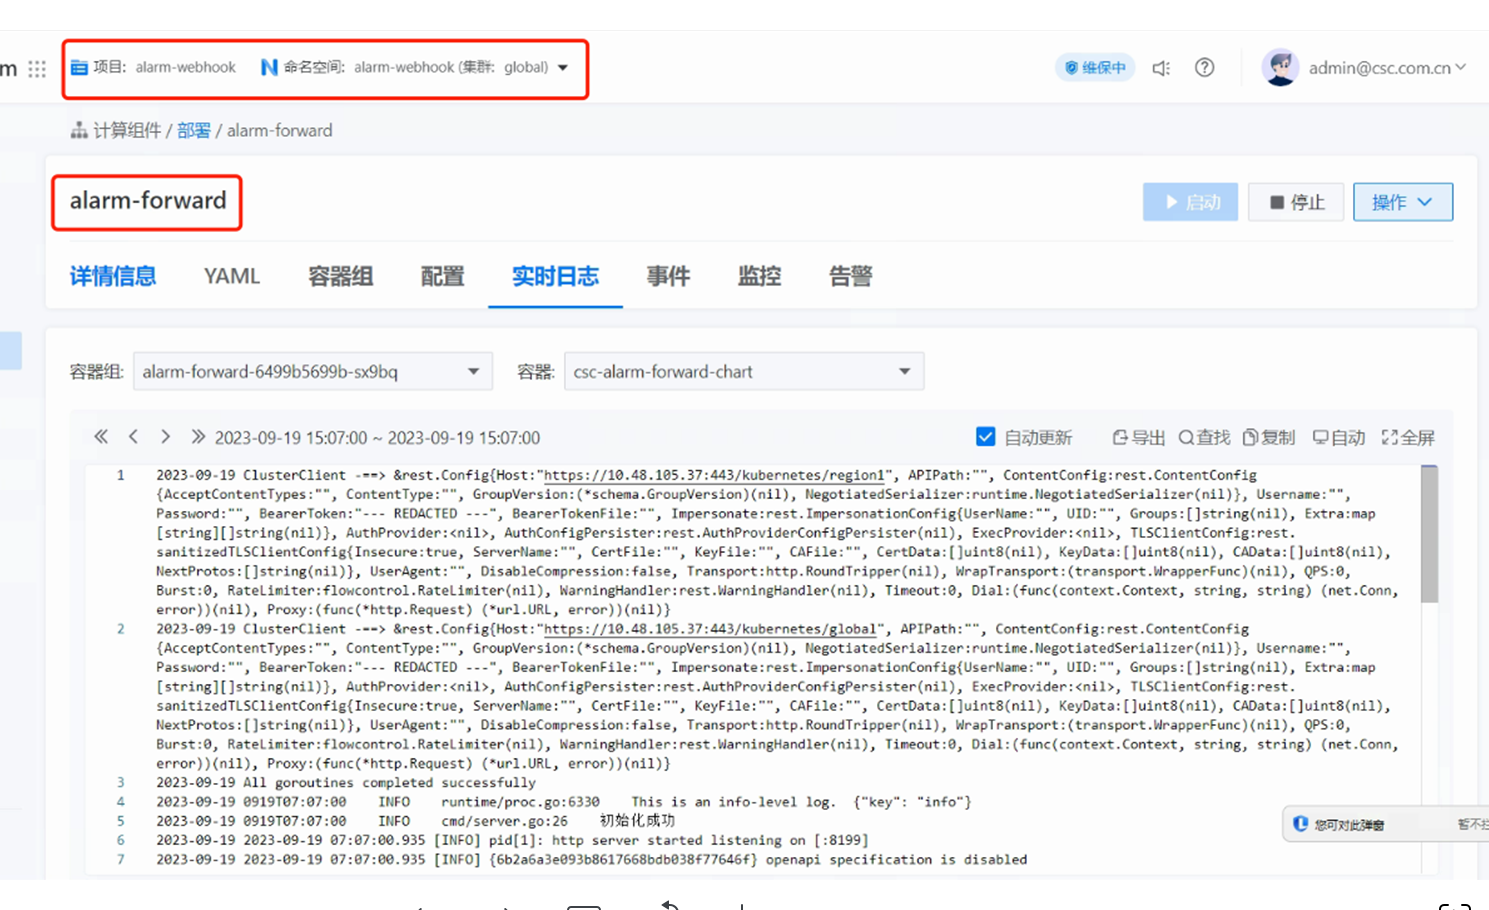 m 项目: alarm-webhook 命名空间: alarm-webhook (集群: global) 维保中 admin@csc.com.cn
计算组件 / 部署 / alarm-forward
alarm-forward 启动 停止 操作
详情信息 YAML 容器组 配置 实时日志 事件 监控 告警
容器组: alarm-forward-6499b5699b-sx9bq 容器: csc-alarm-forward-chart
2023-09-19 15:07:00 ~ 2023-09-19 15:07:00 自动更新 导出 查找 复制 自动 全屏
1 2023-09-19 ClusterClient -==> &rest.Config{Host:"https://10.48.105.37:443/kubernetes/region1", APIPath:"", ContentConfig:rest.ContentConfig
{AcceptContentTypes:"", ContentType:"", GroupVersion:(*schema.GroupVersion)(nil), NegotiatedSerializer:runtime.NegotiatedSerializer(nil)}, Username:"",
Password:"", BearerToken:"--- REDACTED ---", BearerTokenFile:"", Impersonate:rest.ImpersonationConfig{UserName:"", UID:"", Groups:[]string(nil), Extra:map
[string][]string(nil)}, AuthProvider:<nil>, AuthConfigPersister:rest.AuthProviderConfigPersister(nil), ExecProvider:<nil>, TLSClientConfig:rest.
sanitizedTLSClientConfig{Insecure:true, ServerName:"", CertFile:"", KeyFile:"", CAFile:"", CertData:[]uint8(nil), KeyData:[]uint8(nil), CAData:[]uint8(nil),
NextProtos:[]string(nil)}, UserAgent:"", DisableCompression:false, Transport:http.RoundTripper(nil), WrapTransport:(transport.WrapperFunc)(nil), QPS:0,
Burst:0, RateLimiter:flowcontrol.RateLimiter(nil), WarningHandler:rest.WarningHandler(nil), Timeout:0, Dial:(func(context.Context, string, string) (net.Conn,
error))(nil), Proxy:(func(*http.Request) (*url.URL, error))(nil)}
2 2023-09-19 ClusterClient -==> &rest.Config{Host:"https://10.48.105.37:443/kubernetes/global", APIPath:"", ContentConfig:rest.ContentConfig
{AcceptContentTypes:"", ContentType:"", GroupVersion:(*schema.GroupVersion)(nil), NegotiatedSerializer:runtime.NegotiatedSerializer(nil)}, Username:"",
Password:"", BearerToken:"--- REDACTED ---", BearerTokenFile:"", Impersonate:rest.ImpersonationConfig{UserName:"", UID:"", Groups:[]string(nil), Extra:map
[string][]string(nil)}, AuthProvider:<nil>, AuthConfigPersister:rest.AuthProviderConfigPersister(nil), ExecProvider:<nil>, TLSClientConfig:rest.
sanitizedTLSClientConfig{Insecure:true, ServerName:"", CertFile:"", KeyFile:"", CAFile:"", CertData:[]uint8(nil), KeyData:[]uint8(nil), CAData:[]uint8(nil),
NextProtos:[]string(nil)}, UserAgent:"", DisableCompression:false, Transport:http.RoundTripper(nil), WrapTransport:(transport.WrapperFunc)(nil), QPS:0,
Burst:0, RateLimiter:flowcontrol.RateLimiter(nil), WarningHandler:rest.WarningHandler(nil), Timeout:0, Dial:(func(context.Context, string, string) (net.Conn,
error))(nil), Proxy:(func(*http.Request) (*url.URL, error))(nil)}
3 2023-09-19 All goroutines completed successfully
4 2023-09-19 0919T07:07:00 INFO runtime/proc.go:6330 This is an info-level log. {"key": "info"}
5 2023-09-19 0919T07:07:00 INFO cmd/server.go:26 初始化成功
6 2023-09-19 2023-09-19 07:07:00.935 [INFO] pid[1]: http server started listening on [:8199]
7 2023-09-19 2023-09-19 07:07:00.935 [INFO] {6b2a6a3e093b8617668bdb038f77646f} openapi specification is disabled
您可对此弹窗 暂不